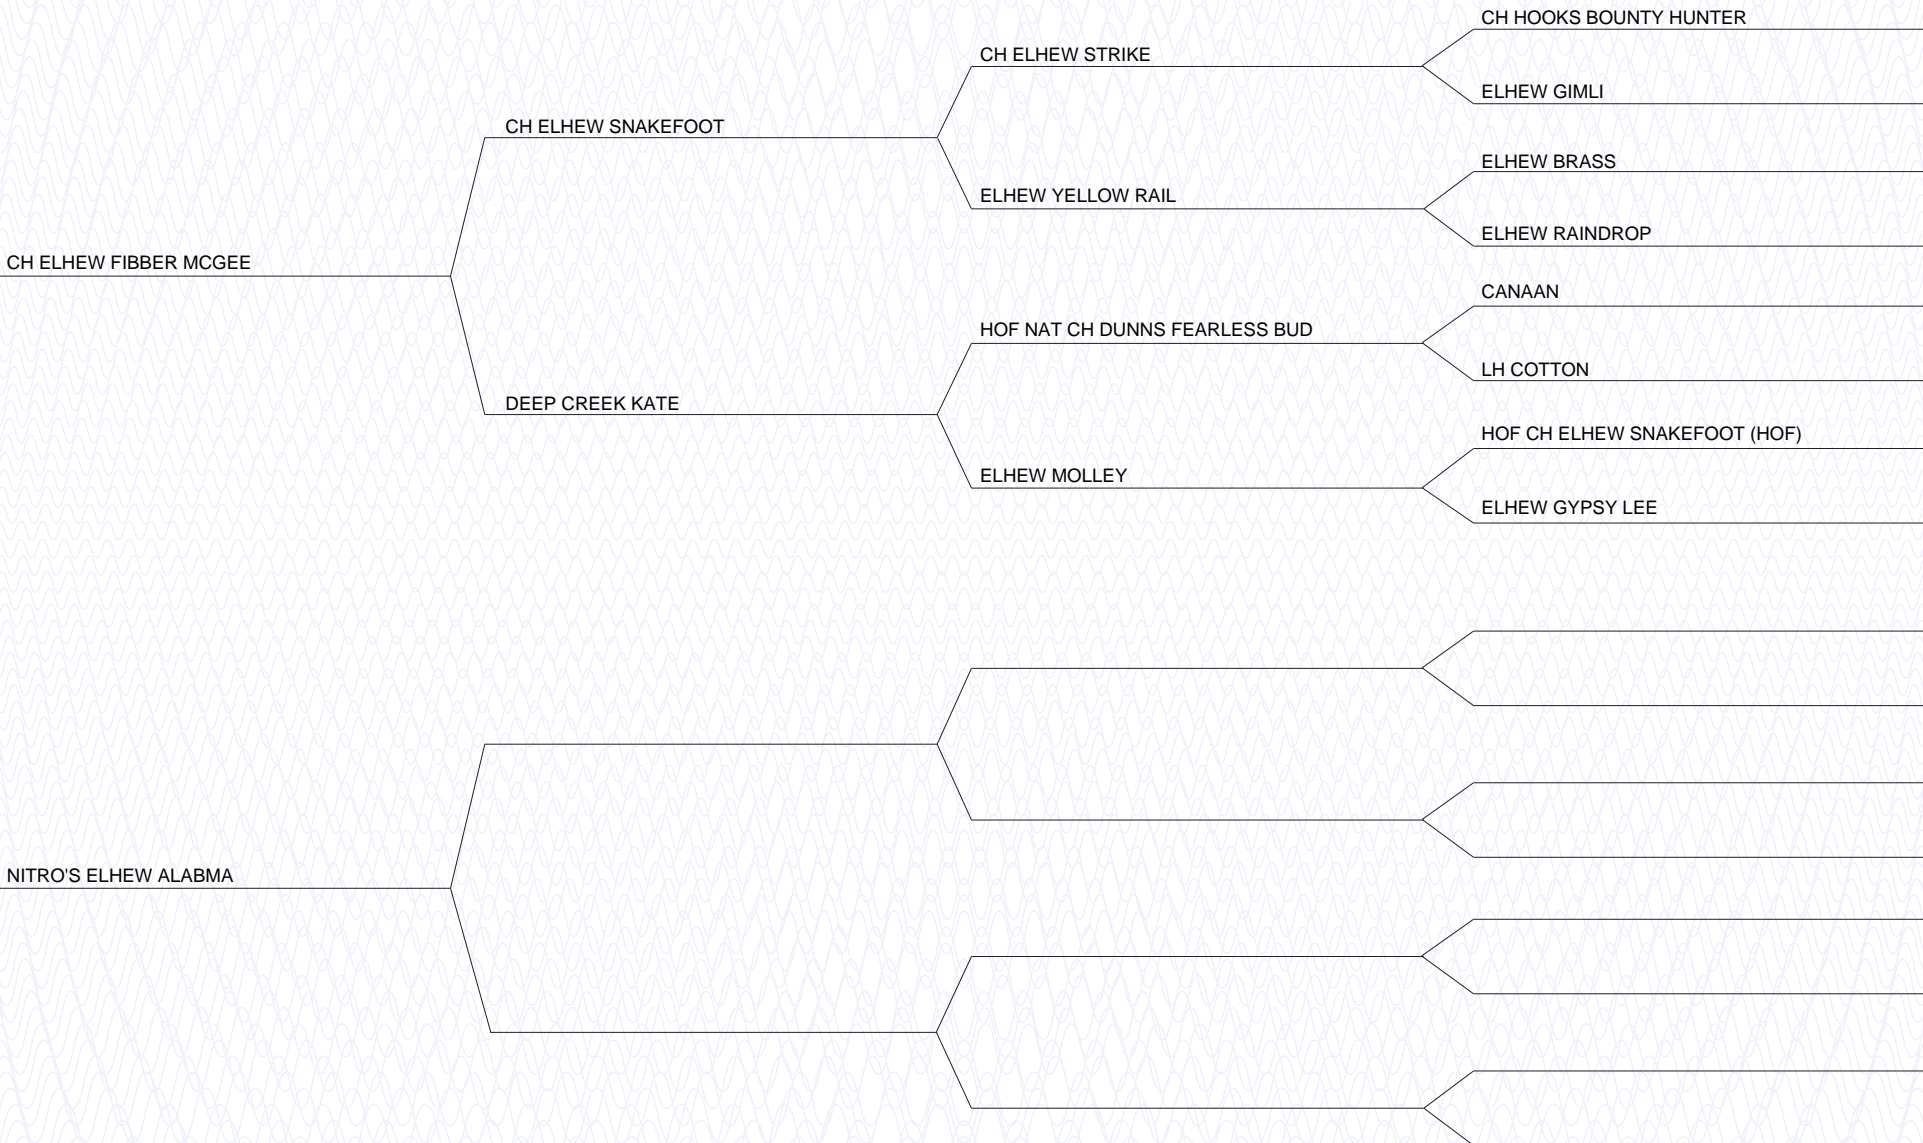 CH HOOKS BOUNTY HUNTER
CH ELHEW STRIKE
ELHEW GIMLI
CH ELHEW SNAKEFOOT
ELHEW BRASS
ELHEW YELLOW RAIL
ELHEW RAINDROP
CH ELHEW FIBBER MCGEE
CANAAN
HOF NAT CH DUNNS FEARLESS BUD
LH COTTON
DEEP CREEK KATE
HOF CH ELHEW SNAKEFOOT (HOF)
ELHEW MOLLEY
ELHEW GYPSY LEE
NITRO'S ELHEW ALABMA